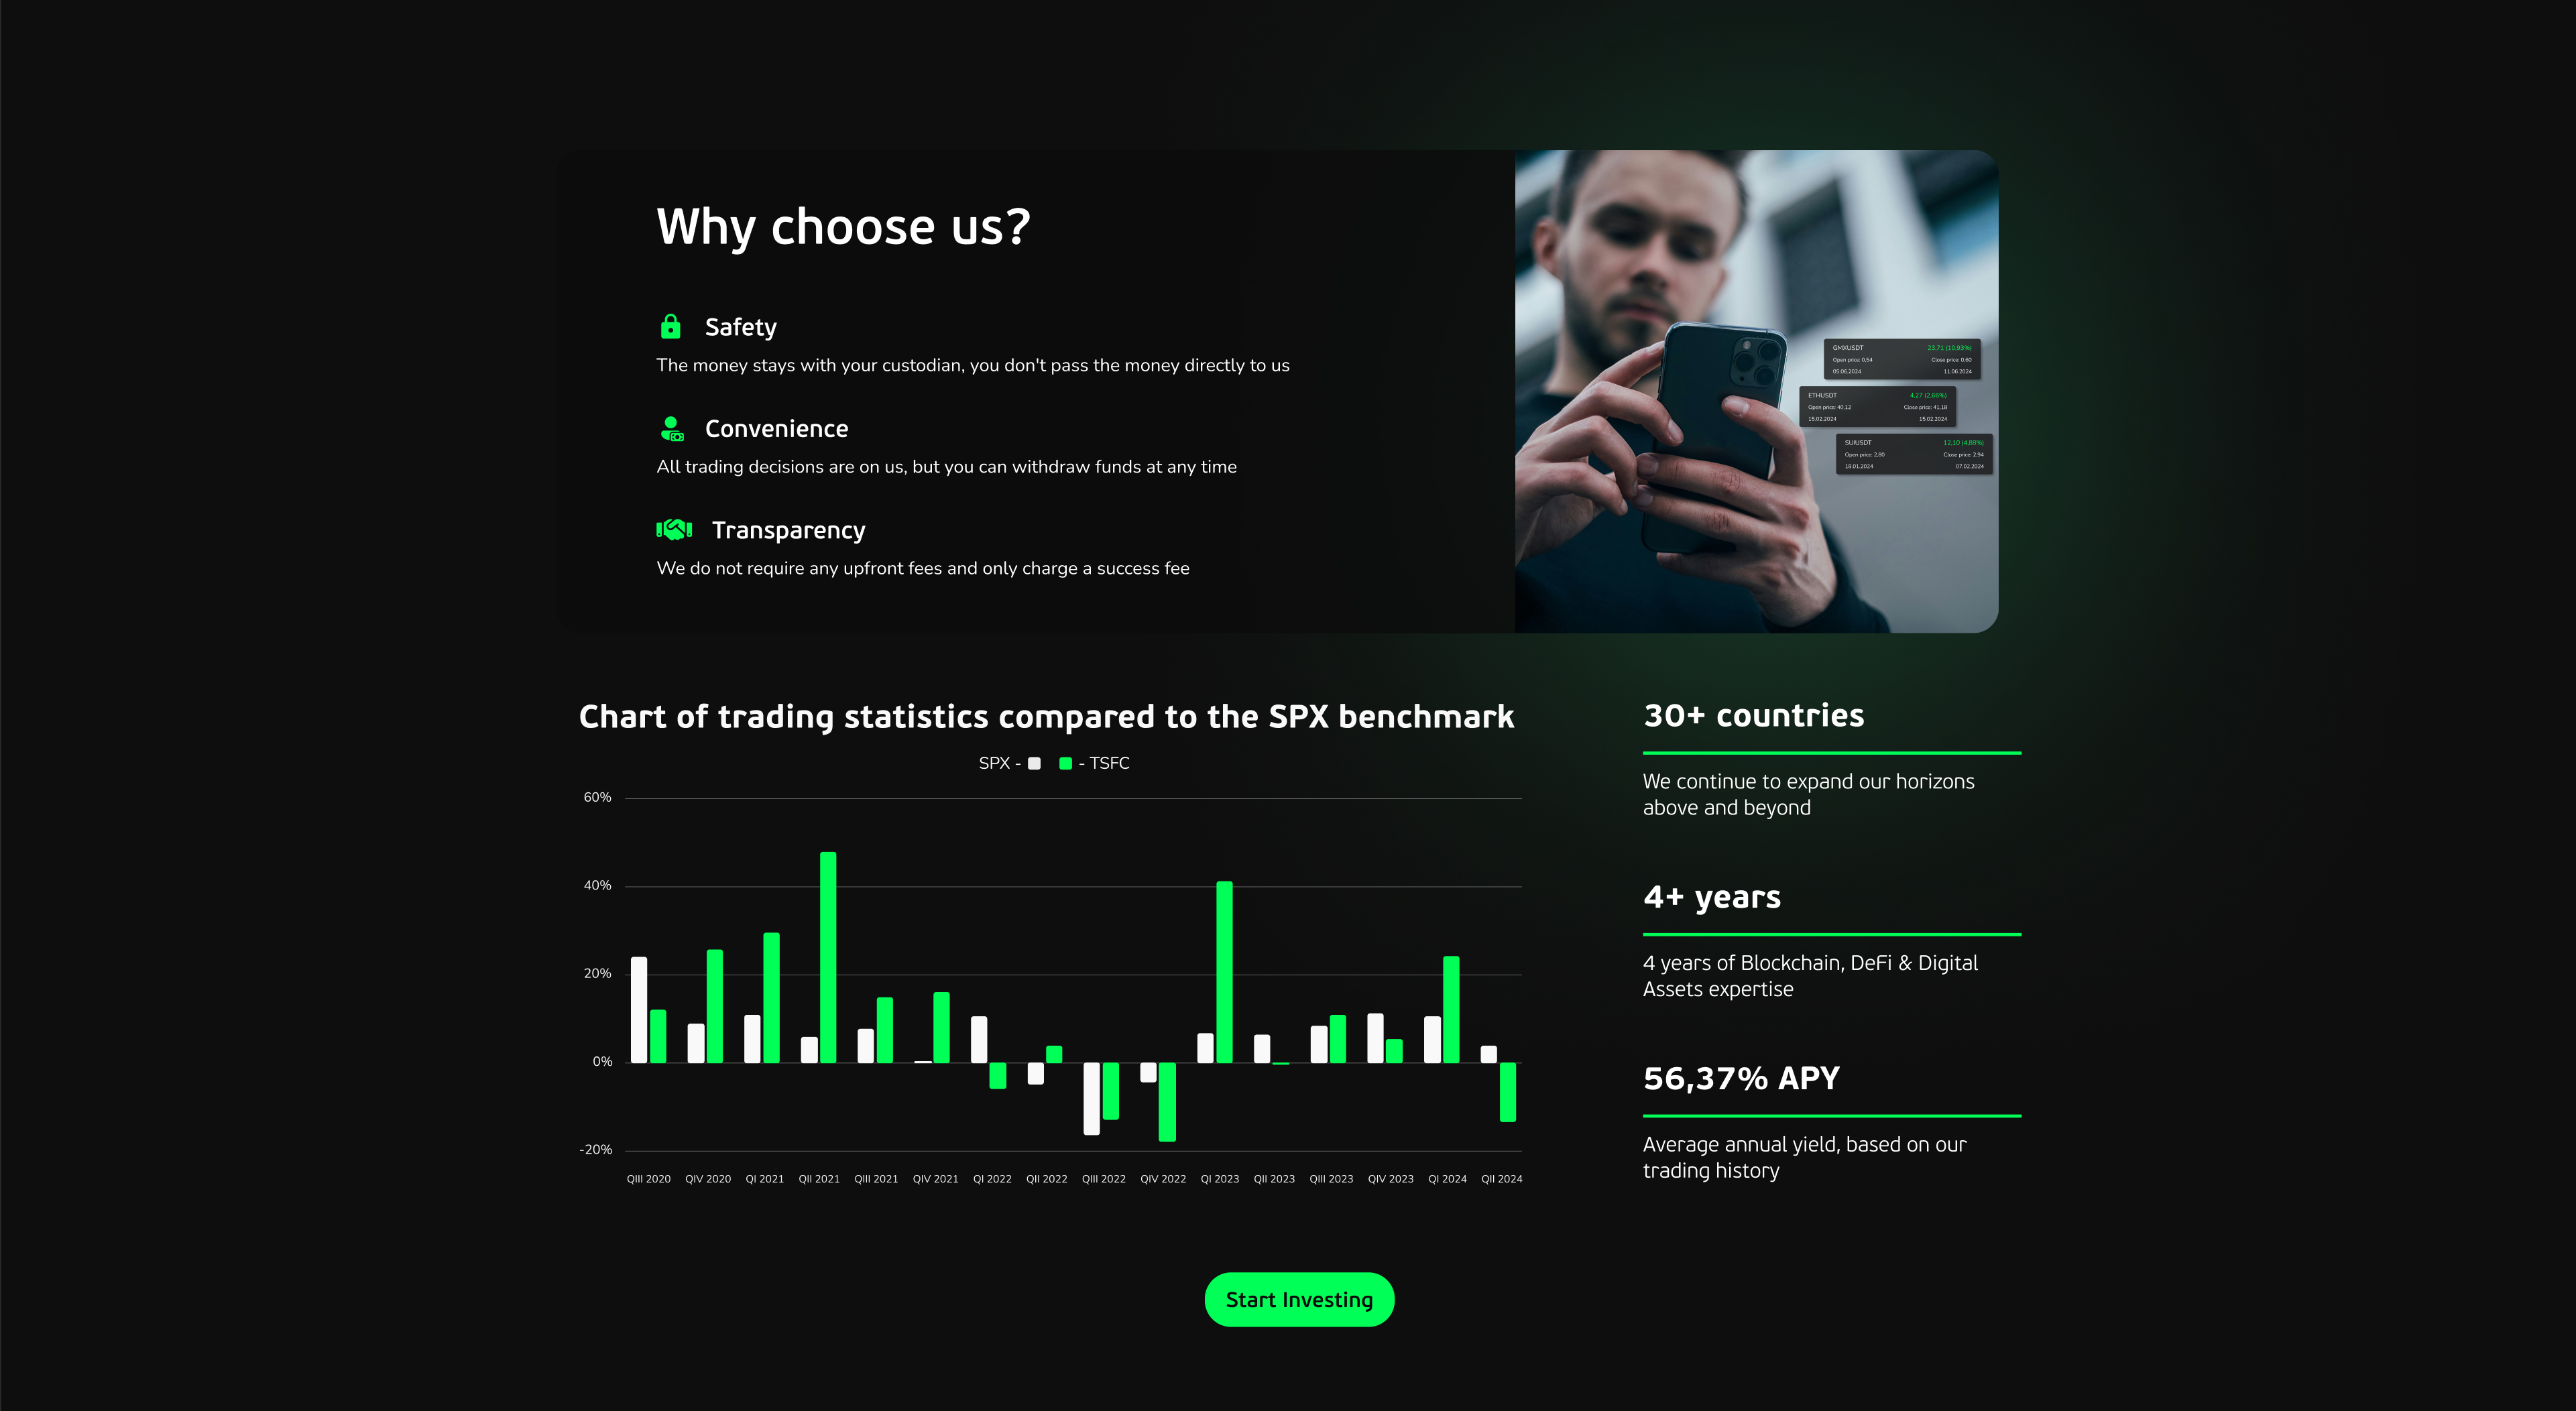 Why choose us?
Safety
The money stays with your custodian, you don't pass the money directly to us
Convenience
All trading decisions are on us, but you can withdraw funds at any time
Transparency
We do not require any upfront fees and only charge a success fee
GMXUSDT 23,71 (10,93%)
Open price: 0,54 Close price: 0,60
05.06.2024 11.06.2024
ETHUSDT 4,27 (2,66%)
Open price: 40,12 Close price: 41,18
15.02.2024 15.02.2024
SUIUSDT 12,10 (4,88%)
Open price: 2,80 Close price: 2,94
18.01.2024 07.02.2024
Chart of trading statistics compared to the SPX benchmark
SPX - - TSFC
60%
40%
20%
0%
-20%
QIII 2020 QIV 2020 QI 2021 QII 2021 QIII 2021 QIV 2021 QI 2022 QII 2022 QIII 2022 QIV 2022 QI 2023 QII 2023 QIII 2023 QIV 2023 QI 2024 QII 2024
30+ countries
We continue to expand our horizons
above and beyond
4+ years
4 years of Blockchain, DeFi & Digital
Assets expertise
56,37% APY
Average annual yield, based on our
trading history
Start Investing